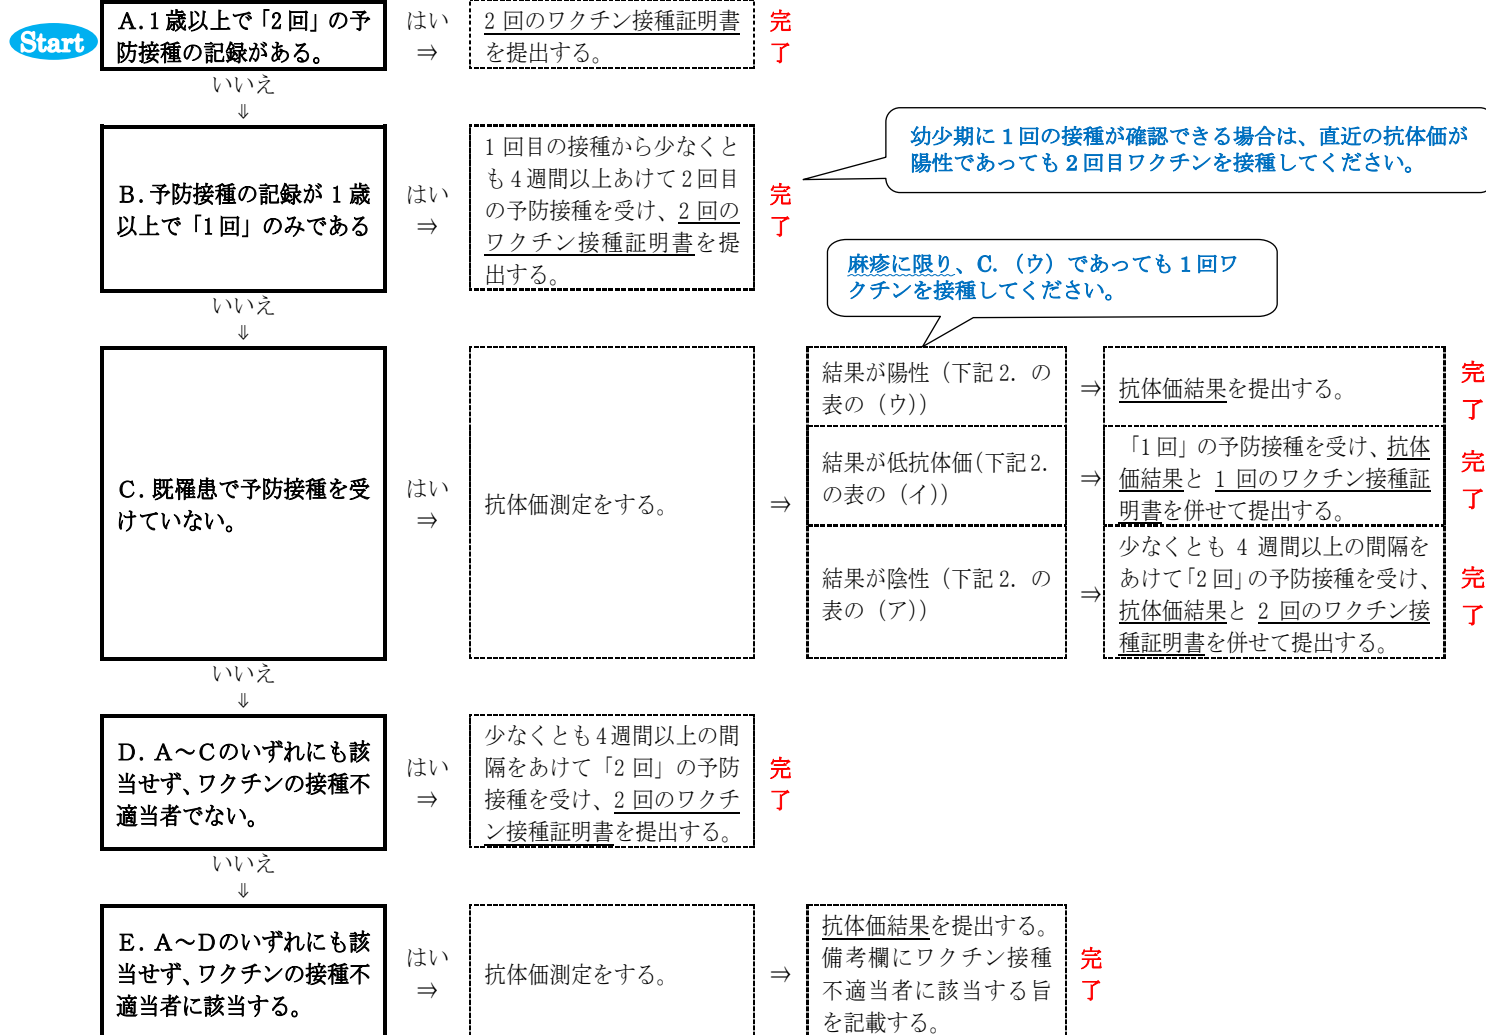 Start
A.1歳以上で「2回」の予
防接種の記録がある。
はい
⇒
2回のワクチン接種証明書
を提出する。
完
了
いいえ
⇓
B.予防接種の記録が1歳
以上で「1回」のみである
はい
⇒
1回目の接種から少なくと
も4週間以上あけて2回目
の予防接種を受け、2回の
ワクチン接種証明書を提
出する。
完
了
幼少期に1回の接種が確認できる場合は、直近の抗体価が
陽性であっても2回目ワクチンを接種してください。
いいえ
⇓
麻疹に限り、C.(ウ)であっても1回ワ
クチンを接種してください。
C.既罹患で予防接種を受
けていない。
はい
⇒
抗体価測定をする。
⇒
結果が陽性(下記2.の
表の(ウ))
⇒
抗体価結果を提出する。
完
了
結果が低抗体価(下記2.
の表の(イ))
⇒
「1回」の予防接種を受け、抗体
価結果と1回のワクチン接種証
明書を併せて提出する。
完
了
結果が陰性(下記2.の
表の(ア))
⇒
少なくとも4週間以上の間隔を
あけて「2回」の予防接種を受け、
抗体価結果と2回のワクチン接
種証明書を併せて提出する。
完
了
いいえ
⇓
D.A~Cのいずれにも該
当せず、ワクチンの接種不
適当者でない。
はい
⇒
少なくとも4週間以上の間
隔をあけて「2回」の予防
接種を受け、2回のワクチ
ン接種証明書を提出する。
完
了
いいえ
⇓
E.A~Dのいずれにも該
当せず、ワクチンの接種不
適当者に該当する。
はい
⇒
抗体価測定をする。
⇒
抗体価結果を提出する。
備考欄にワクチン接種
不適当者に該当する旨
を記載する。
完
了